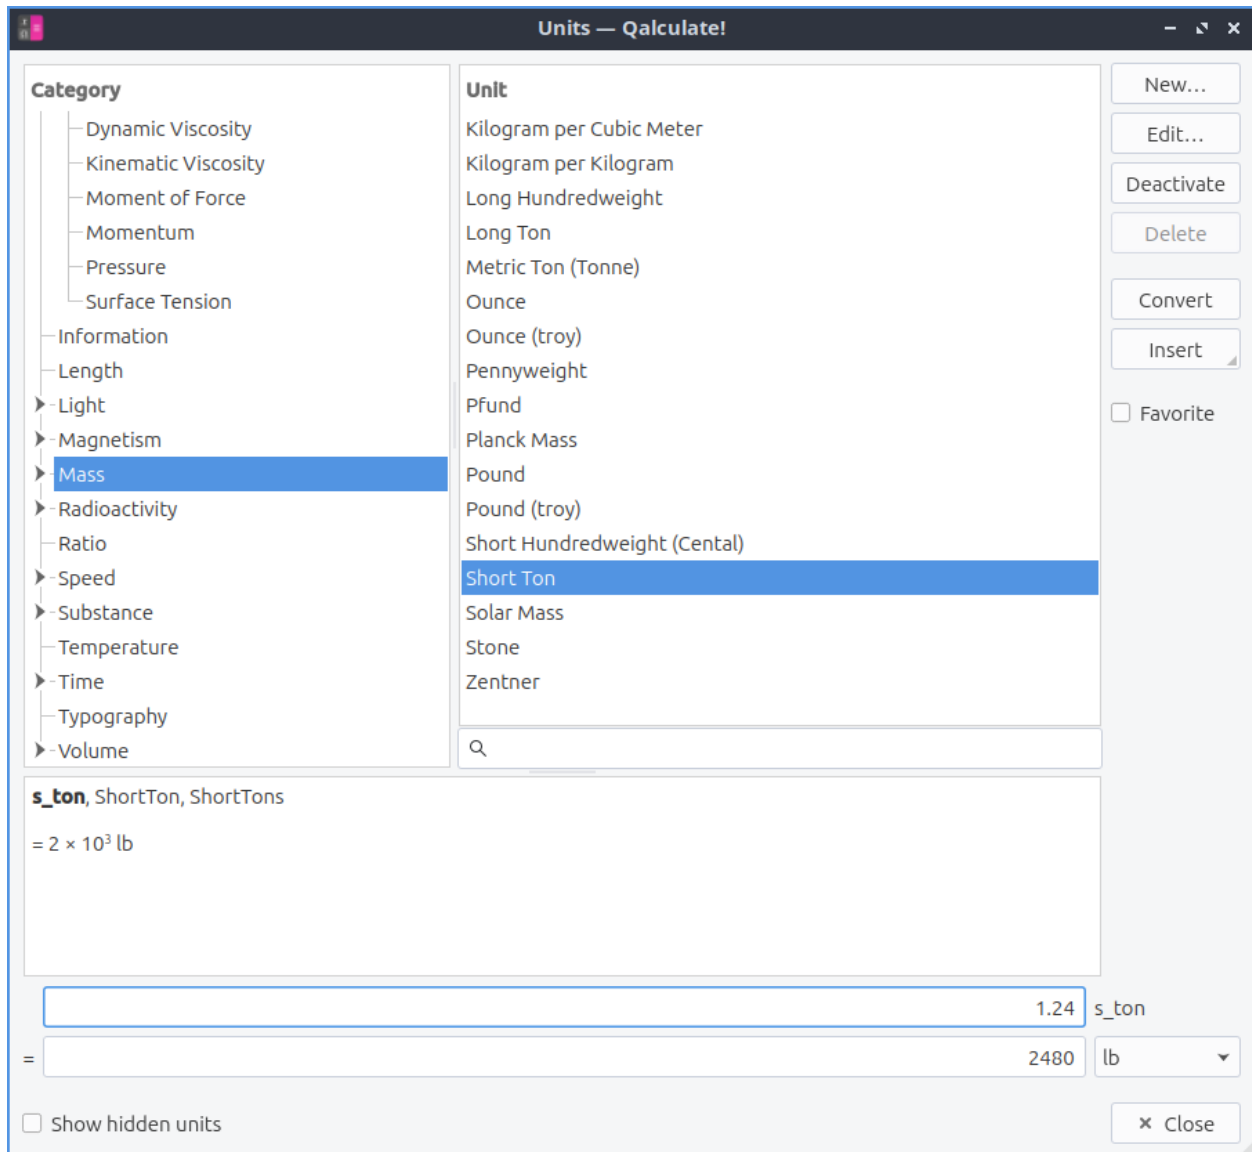 Units — Qalculate!
Category
Dynamic Viscosity
Kinematic Viscosity
Moment of Force
Momentum
Pressure
Surface Tension
Information
Length
Light
Magnetism
Mass
Radioactivity
Ratio
Speed
Substance
Temperature
Time
Typography
Volume
Unit
Kilogram per Cubic Meter
Kilogram per Kilogram
Long Hundredweight
Long Ton
Metric Ton (Tonne)
Ounce
Ounce (troy)
Pennyweight
Pfund
Planck Mass
Pound
Pound (troy)
Short Hundredweight (Cental)
Short Ton
Solar Mass
Stone
Zentner
New...
Edit...
Deactivate
Delete
Convert
Insert
Favorite
s_ton, ShortTon, ShortTons
= 2 × 10³ lb
1.24 s_ton
= 2480 lb
Show hidden units
Close